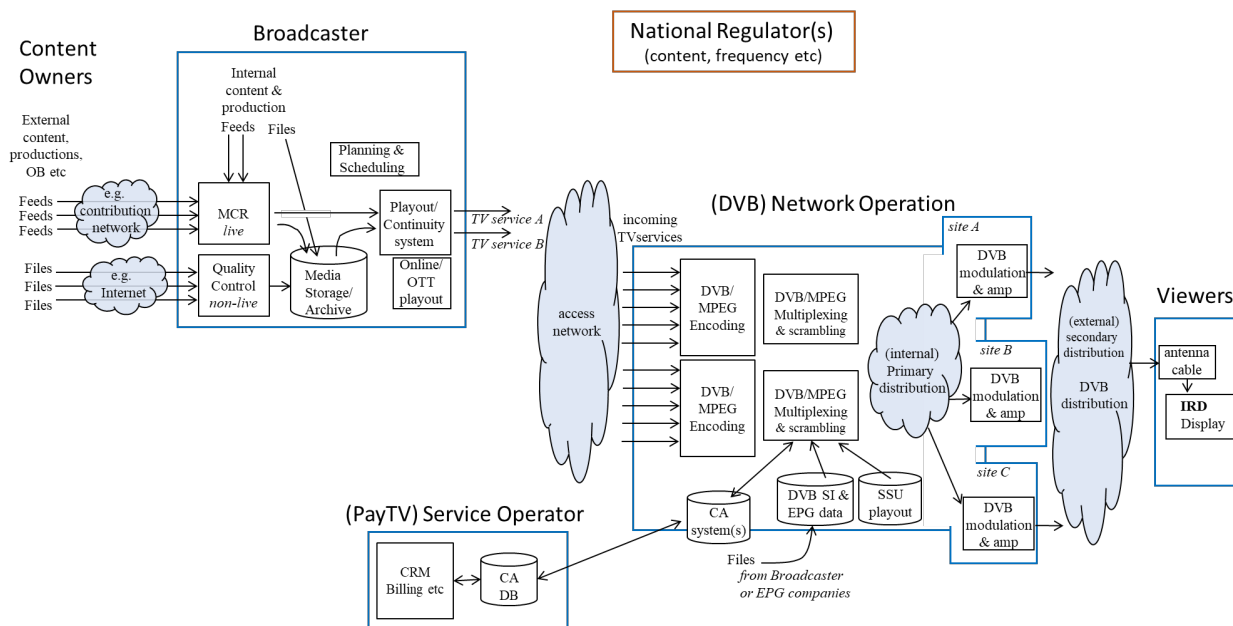 Content
Owners
External
content,
productions,
OB etc
Feeds
Feeds
Feeds
e.g.
contribution
network
Files
Files
Files
e.g.
Internet
Broadcaster
Internal
content &
production
Feeds
Files
Planning &
Scheduling
MCR
live
Playout/
Continuity
system
Quality
Control
non-live
Media
Storage/
Archive
Online/
OTT
playout
TV service A
TV service B
National Regulator(s)
(content, frequency etc)
access
network
(DVB) Network Operation
incoming
TVservices
DVB/
MPEG
Encoding
DVB/MPEG
Multiplexing
& scrambling
DVB/
MPEG
Encoding
DVB/MPEG
Multiplexing
& scrambling
(internal)
Primary
distribution
site A
DVB
modulation
& amp
site B
DVB
modulation
& amp
site C
DVB
modulation
& amp
CA
system(s)
DVB SI &
EPG data
SSU
playout
Files
from Broadcaster
or EPG companies
(PayTV) Service Operator
CRM
Billing etc
CA
DB
(external)
secondary
distribution
DVB
distribution
Viewers
antenna
cable
IRD
Display